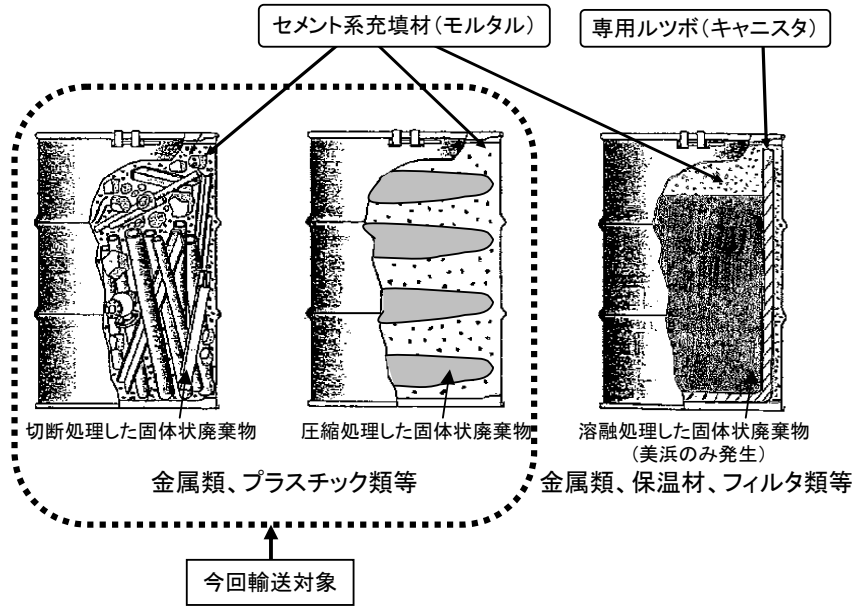 セメント系充填材（モルタル）
専用ルツボ（キャニスタ）
切断処理した固体状廃棄物
圧縮処理した固体状廃棄物
溶融処理した固体状廃棄物
（美浜のみ発生）
金属類、プラスチック類等
金属類、保温材、フィルタ類等
今回輸送対象